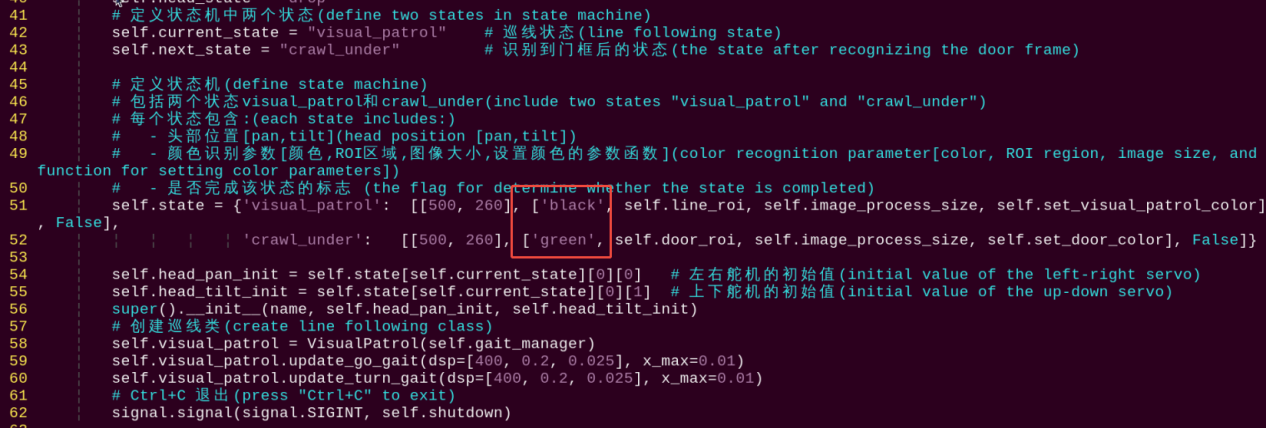 41 # 定义状态机中两个状态(define two states in state machine)
42 self.current_state = "visual_patrol" # 巡线状态(line following state)
43 self.next_state = "crawl_under" # 识别到门框后的状态(the state after recognizing the door frame)
44
45 # 定义状态机(define state machine)
46 # 包括两个状态visual_patrol和crawl_under(include two states "visual_patrol" and "crawl_under")
47 # 每个状态包含:(each state includes:)
48 # - 头部位置[pan,tilt](head position [pan,tilt])
49 # - 颜色识别参数[颜色,ROI区域,图像大小,设置颜色的参数函数](color recognition parameter[color, ROI region, image size, and
function for setting color parameters])
50 # - 是否完成该状态的标志 (the flag for determine whether the state is completed)
51 self.state = {'visual_patrol': [[500, 260], ['black', self.line_roi, self.image_process_size, self.set_visual_patrol_color]
, False],
52 'crawl_under': [[500, 260], ['green', self.door_roi, self.image_process_size, self.set_door_color], False]}
53
54 self.head_pan_init = self.state[self.current_state][0][0] # 左右舵机的初始值(initial value of the left-right servo)
55 self.head_tilt_init = self.state[self.current_state][0][1] # 上下舵机的初始值(initial value of the up-down servo)
56 super().__init__(name, self.head_pan_init, self.head_tilt_init)
57 # 创建巡线类(create line following class)
58 self.visual_patrol = VisualPatrol(self.gait_manager)
59 self.visual_patrol.update_go_gait(dsp=[400, 0.2, 0.025], x_max=0.01)
60 self.visual_patrol.update_turn_gait(dsp=[400, 0.2, 0.025], x_max=0.01)
61 # Ctrl+C 退出(press "Ctrl+C" to exit)
62 signal.signal(signal.SIGINT, self.shutdown)